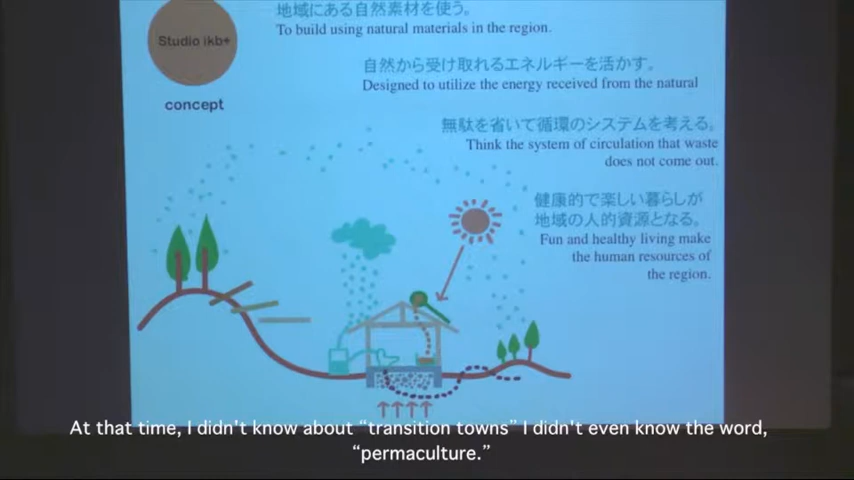 地域にある自然素材を使う。
To build using natural materials in the region.
Studio ikb+
自然から受け取れるエネルギーを活かす。
Designed to utilize the energy received from the natural
concept
無駄を省いて循環のシステムを考える。
Think the system of circulation that waste
does not come out.
健康的で楽しい暮らしが
地域の人的資源となる。
Fun and healthy living make
the human resources of
the region.
At that time, I didn't know about “transition towns” I didn't even know the word,
“permaculture.”